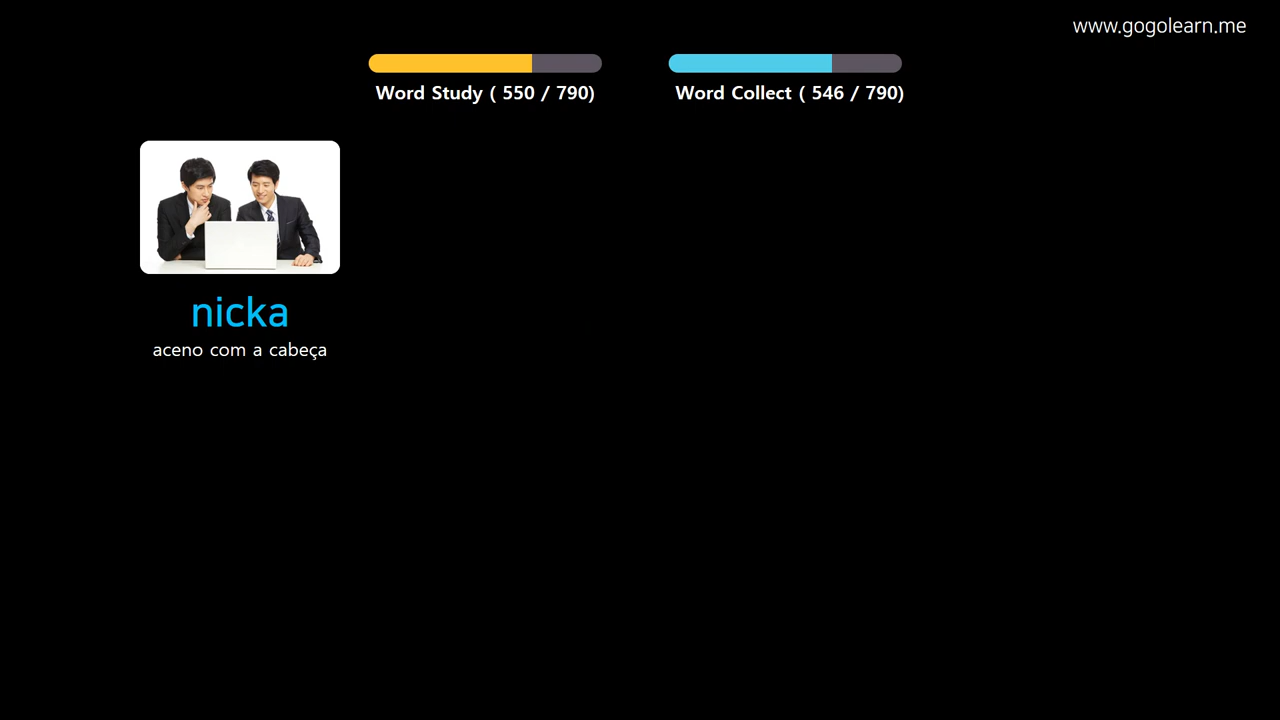 www.gogolearn.me
Word Study ( 550 / 790)
Word Collect ( 546 / 790)
nicka
aceno com a cabeça